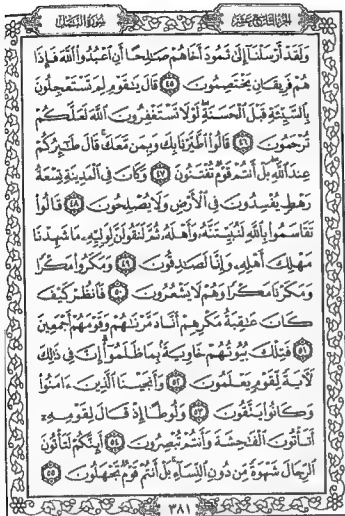 الجزء التاسع عشر
سورة النمل
وَلَقَدْ أَرْسَلْنَا إِلَىٰ ثَمُودَ أَخَاهُمْ صَٰلِحًا أَنِ ٱعْبُدُوا۟ ٱللَّهَ فَإِذَا
هُمْ فَرِيقَانِ يَخْتَصِمُونَ ٤٥ قَالَ يَٰقَوْمِ لِمَ تَسْتَعْجِلُونَ
بِٱلسَّيِّئَةِ قَبْلَ ٱلْحَسَنَةِ لَوْلَا تَسْتَغْفِرُونَ ٱللَّهَ لَعَلَّكُمْ
تُرْحَمُونَ ٤٦ قَالُوا۟ ٱطَّيَّرْنَا بِكَ وَبِمَن مَّعَكَ قَالَ طَٰٓئِرُكُمْ
عِندَ ٱللَّهِ بَلْ أَنتُمْ قَوْمٌ تُفْتَنُونَ ٤٧ وَكَانَ فِى ٱلْمَدِينَةِ تِسْعَةُ
رَهْطٍ يُفْسِدُونَ فِى ٱلْأَرْضِ وَلَا يُصْلِحُونَ ٤٨ قَالُوا۟
تَقَاسَمُوا۟ بِٱللَّهِ لَنُبَيِّتَنَّهُۥ وَأَهْلَهُۥ ثُمَّ لَنَقُولَنَّ لِوَلِيِّهِۦ مَا شَهِدْنَا
مَهْلِكَ أَهْلِهِۦ وَإِنَّا لَصَٰدِقُونَ ٤٩ وَمَكَرُوا۟ مَكْرًا
وَمَكَرْنَا مَكْرًا وَهُمْ لَا يَشْعُرُونَ ٥٠ فَٱنظُرْ كَيْفَ
كَانَ عَٰقِبَةُ مَكْرِهِمْ أَنَّا دَمَّرْنَٰهُمْ وَقَوْمَهُمْ أَجْمَعِينَ
٥١ فَتِلْكَ بُيُوتُهُمْ خَاوِيَةًۢ بِمَا ظَلَمُوٓا۟ إِنَّ فِى ذَٰلِكَ
لَءَايَةً لِّقَوْمٍ يَعْلَمُونَ ٥٢ وَأَنجَيْنَا ٱلَّذِينَ ءَامَنُوا۟
وَكَانُوا۟ يَتَّقُونَ ٥٣ وَلُوطًا إِذْ قَالَ لِقَوْمِهِۦٓ
أَتَأْتُونَ ٱلْفَٰحِشَةَ وَأَنتُمْ تُبْصِرُونَ ٥٤ أَئِنَّكُمْ لَتَأْتُونَ
ٱلرِّجَالَ شَهْوَةً مِّن دُونِ ٱلنِّسَآءِ بَلْ أَنتُمْ قَوْمٌ تَجْهَلُونَ ٥٥
٣٨١